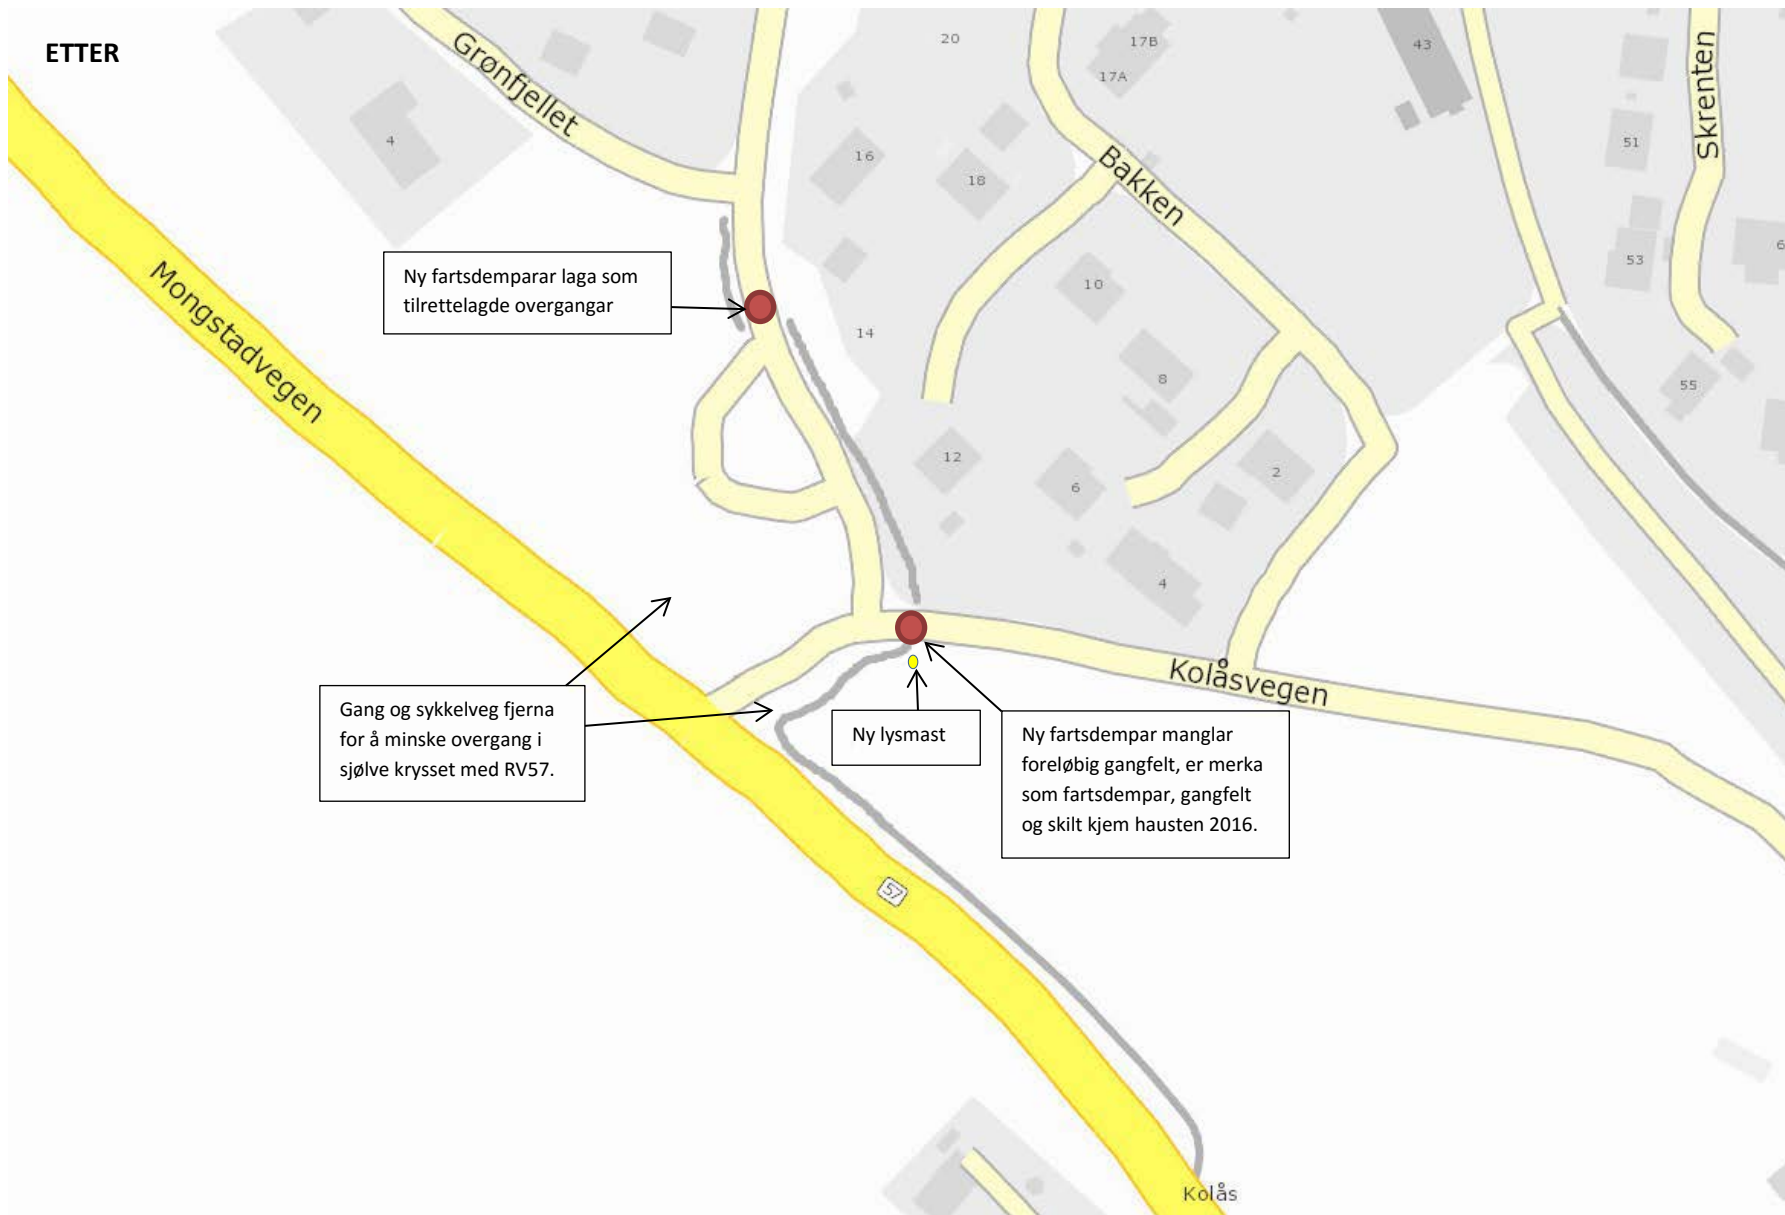 ETTER
Grønfjellet
20
17B
17A
43
Skrenten
4
16
18
Bakken
51
53
6
Mongstadvegen
Ny fartsdemparar laga som
tilrettelagde overgangar
10
14
8
55
12
6
2
4
Kolåsvegen
Gang og sykkelveg fjerna
for å minske overgang i
sjølve krysset med RV57.
Ny lysmast
Ny fartsdempar manglar
foreløbig gangfelt, er merka
som fartsdempar, gangfelt
og skilt kjem hausten 2016.
57
Kolås